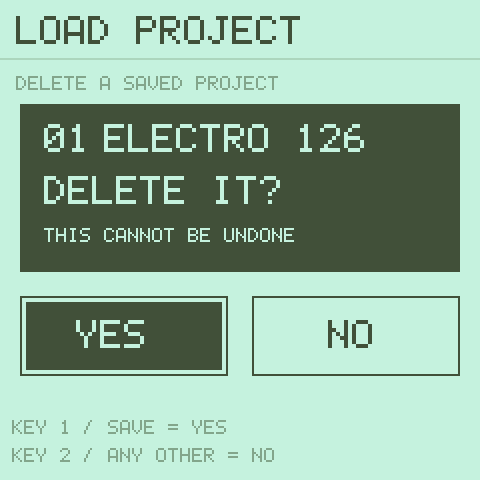 LOAD PROJECT
DELETE A SAVED PROJECT
01 ELECTRO 126
DELETE IT?
THIS CANNOT BE UNDONE
YES NO
KEY 1 / SAVE = YES
KEY 2 / ANY OTHER = NO